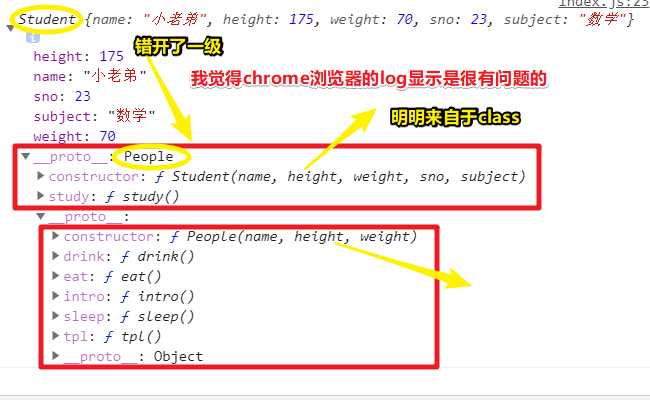 index.js:25
Student {name: "小老弟", height: 175, weight: 70, sno: 23, subject: "数学"}
i
错开了一级
height: 175
name: "小老弟"
我觉得chrome浏览器的log显示是很有问题的
sno: 23
subject: "数学"
明明来自于class
weight: 70
__proto__: People
constructor: ƒ Student(name, height, weight, sno, subject)
study: ƒ study()
__proto__:
constructor: ƒ People(name, height, weight)
drink: ƒ drink()
eat: ƒ eat()
intro: ƒ intro()
sleep: ƒ sleep()
tpl: ƒ tpl()
__proto__: Object